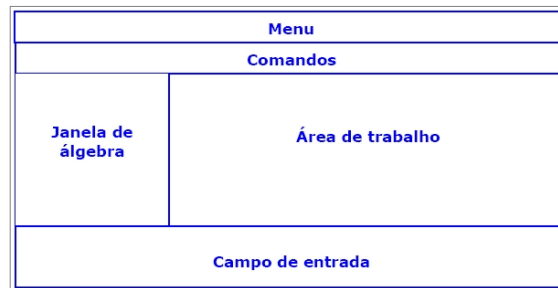 Menu
Comandos
Janela de
álgebra
Área de trabalho
Campo de entrada